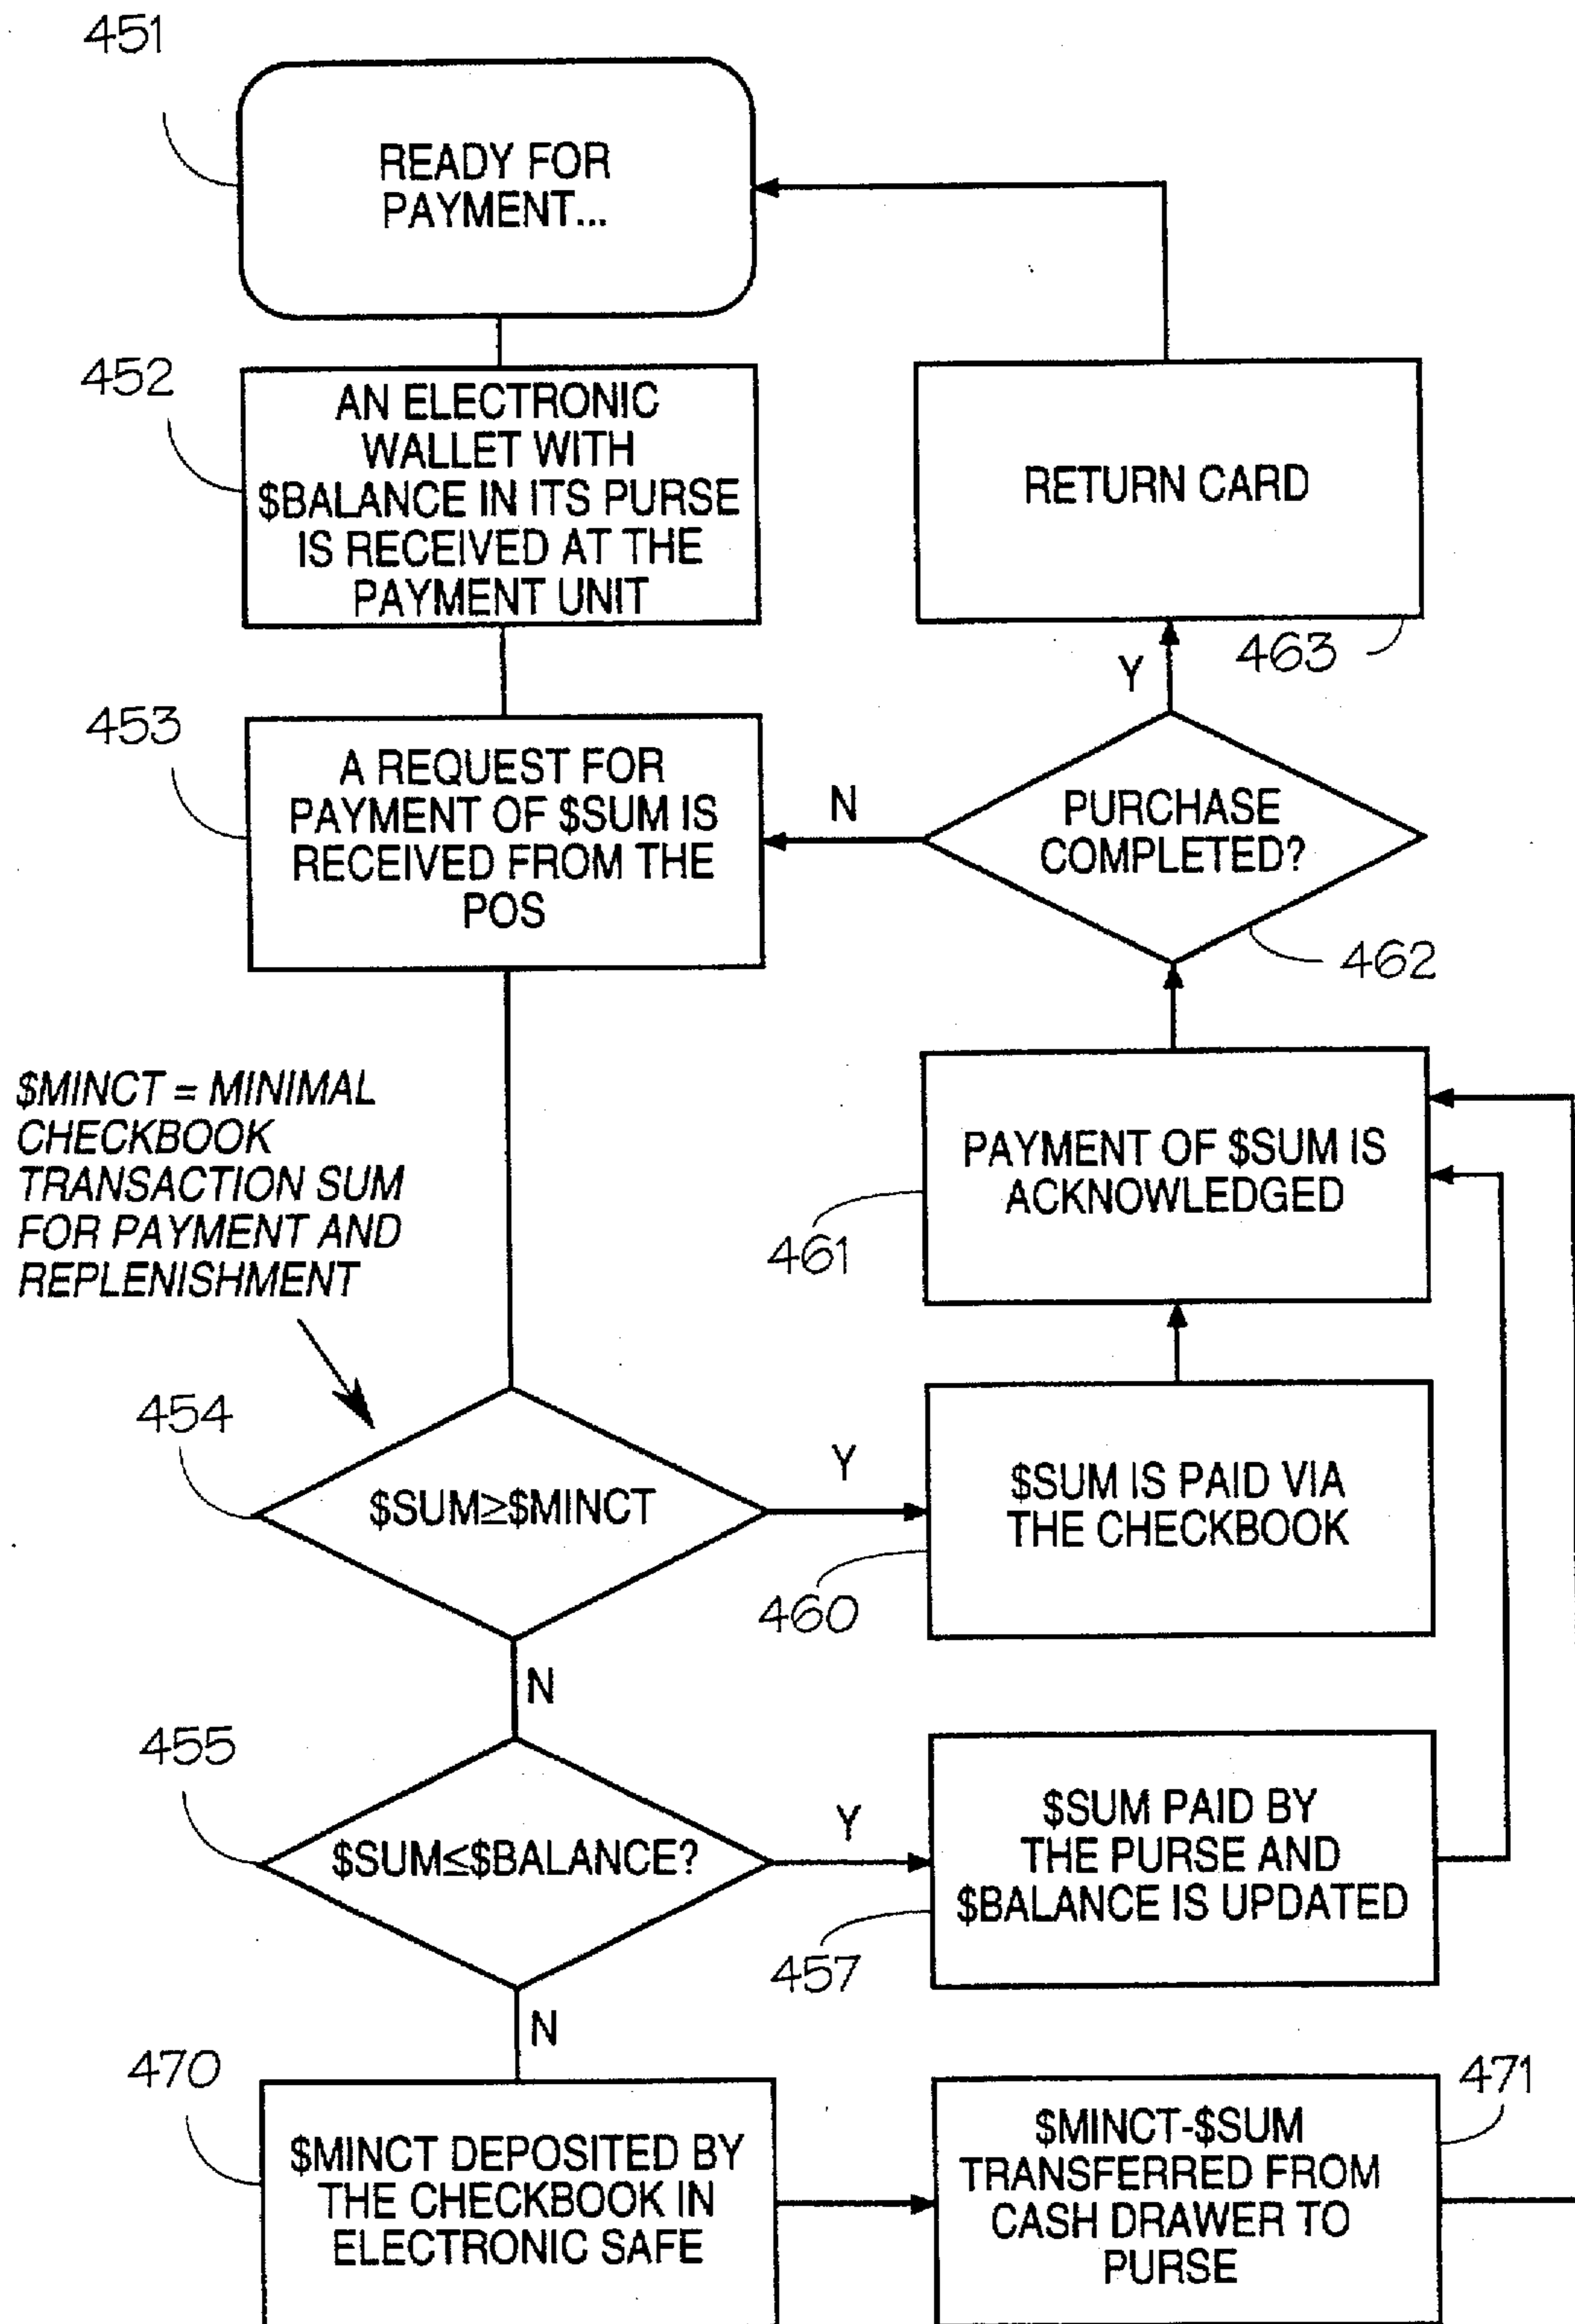 451
READY FOR
PAYMENT...
452
AN ELECTRONIC
WALLET WITH
$BALANCE IN ITS PURSE
IS RECEIVED AT THE
PAYMENT UNIT
RETURN CARD
463
Y
453
A REQUEST FOR
PAYMENT OF $SUM IS
RECEIVED FROM THE
POS
N
PURCHASE
COMPLETED?
462
$MINCT = MINIMAL
CHECKBOOK
TRANSACTION SUM
FOR PAYMENT AND
REPLENISHMENT
PAYMENT OF $SUM IS
ACKNOWLEDGED
461
454
$SUM≥$MINCT
Y
$SUM IS PAID VIA
THE CHECKBOOK
460
N
455
$SUM≤$BALANCE?
Y
$SUM PAID BY
THE PURSE AND
$BALANCE IS UPDATED
457
N
470
$MINCT DEPOSITED BY
THE CHECKBOOK IN
ELECTRONIC SAFE
471
$MINCT-$SUM
TRANSFERRED FROM
CASH DRAWER TO
PURSE